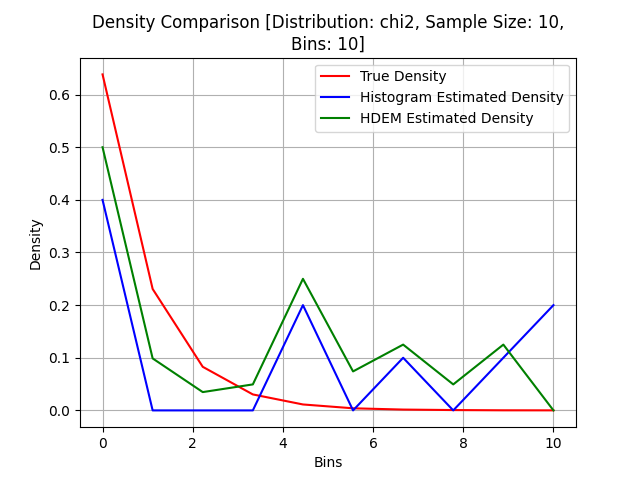 Density Comparison [Distribution: chi2, Sample Size: 10,
Bins: 10]
True Density
Histogram Estimated Density
HDEM Estimated Density
Density
0.6
0.5
0.4
0.3
0.2
0.1
0.0
0 2 4 6 8 10
Bins